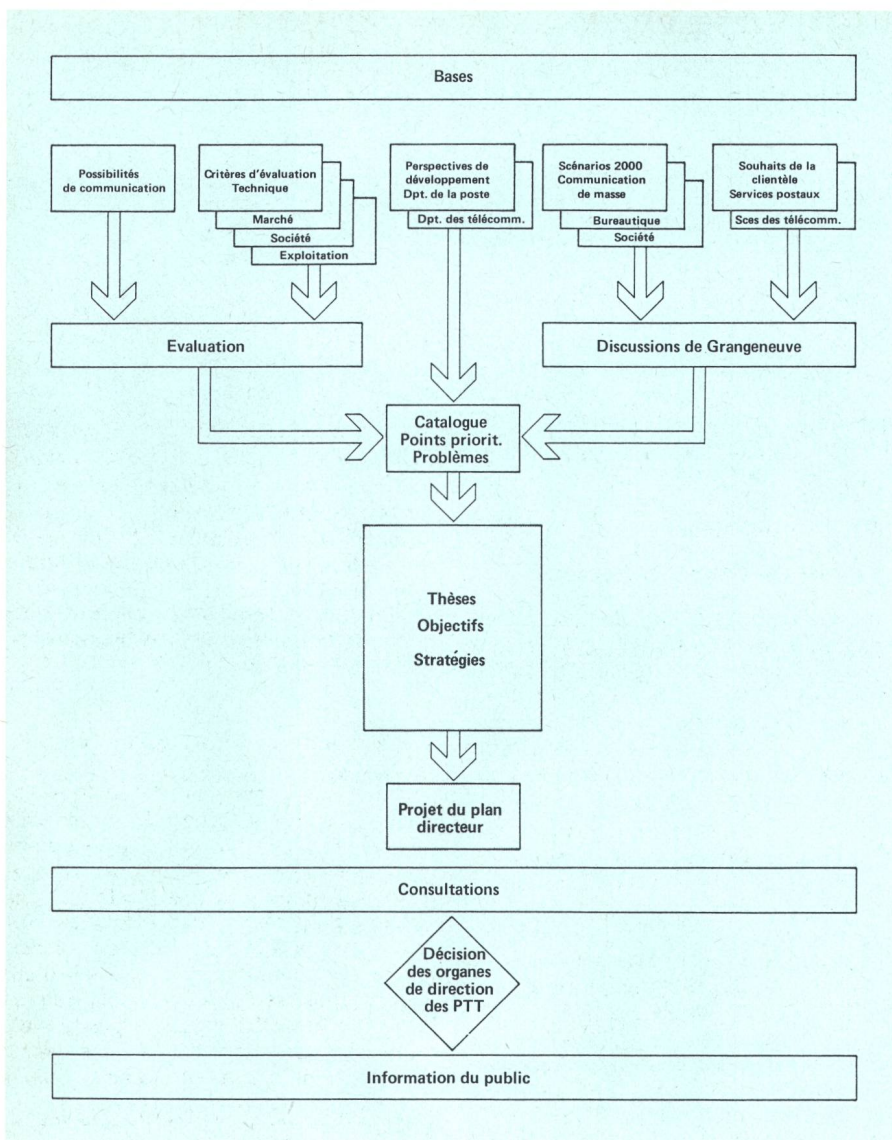 Bases
Possibilités
de communication
Critères d'évaluation
Technique
Marché
Société
Exploitation
Perspectives de
développement
Dpt. de la poste
Dpt. des télécomm.
Scénarios 2000
Communication
de masse
Bureautique
Société
Souhaits de la
clientèle
Services postaux
Sces des télécomm.
Evaluation
Discussions de Grangeneuve
Catalogue
Points priorit.
Problèmes
Thèses
Objectifs
Stratégies
Projet du plan
directeur
Consultations
Décision
des organes
de direction
des PTT
Information du public